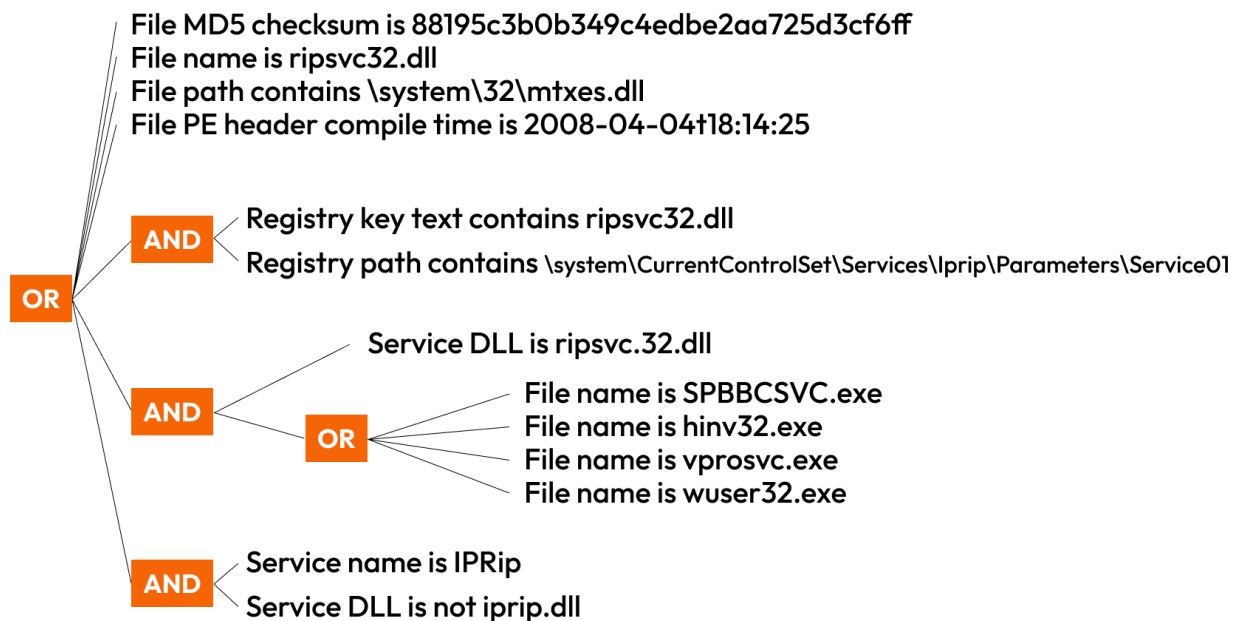 File MD5 checksum is 88195c3b0b349c4edbe2aa725d3cf6ff
File name is ripsvc32.dll
File path contains \system\32\mtxes.dll
File PE header compile time is 2008-04-04t18:14:25
AND
Registry key text contains ripsvc32.dll
Registry path contains \system\CurrentControlSet\Services\Iprip\Parameters\Service01
OR
Service DLL is ripsvc.32.dll
AND
OR
File name is SPBBCSVC.exe
File name is hinv32.exe
File name is vprosvc.exe
File name is wuser32.exe
AND
Service name is IPRip
Service DLL is not iprip.dll